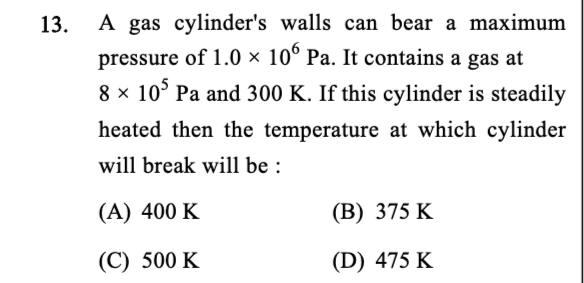 13. A gas cylinder's walls can bear a maximum
pressure of 1.0 × 10⁶ Pa. It contains a gas at
8 × 10⁵ Pa and 300 K. If this cylinder is steadily
heated then the temperature at which cylinder
will break will be :
(A) 400 K (B) 375 K
(C) 500 K (D) 475 K